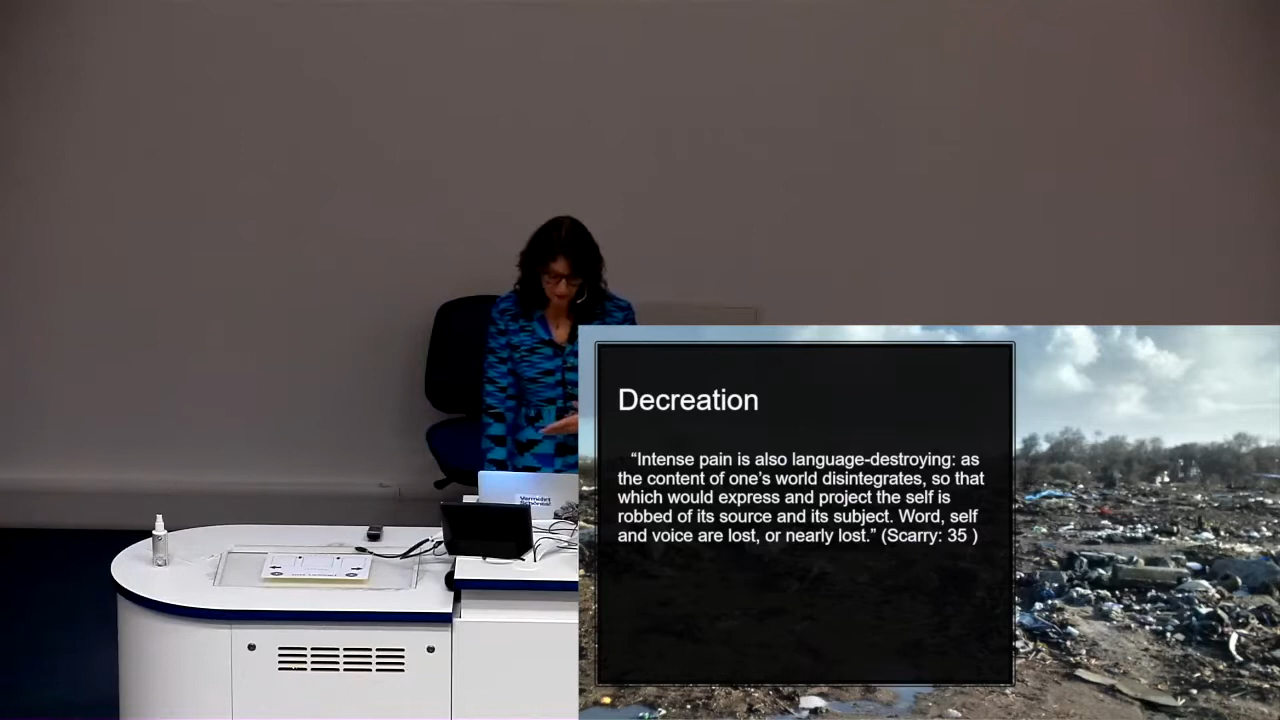 Decreation
“Intense pain is also language-destroying: as
the content of one’s world disintegrates, so that
which would express and project the self is
robbed of its source and its subject. Word, self
and voice are lost, or nearly lost.” (Scarry: 35 )